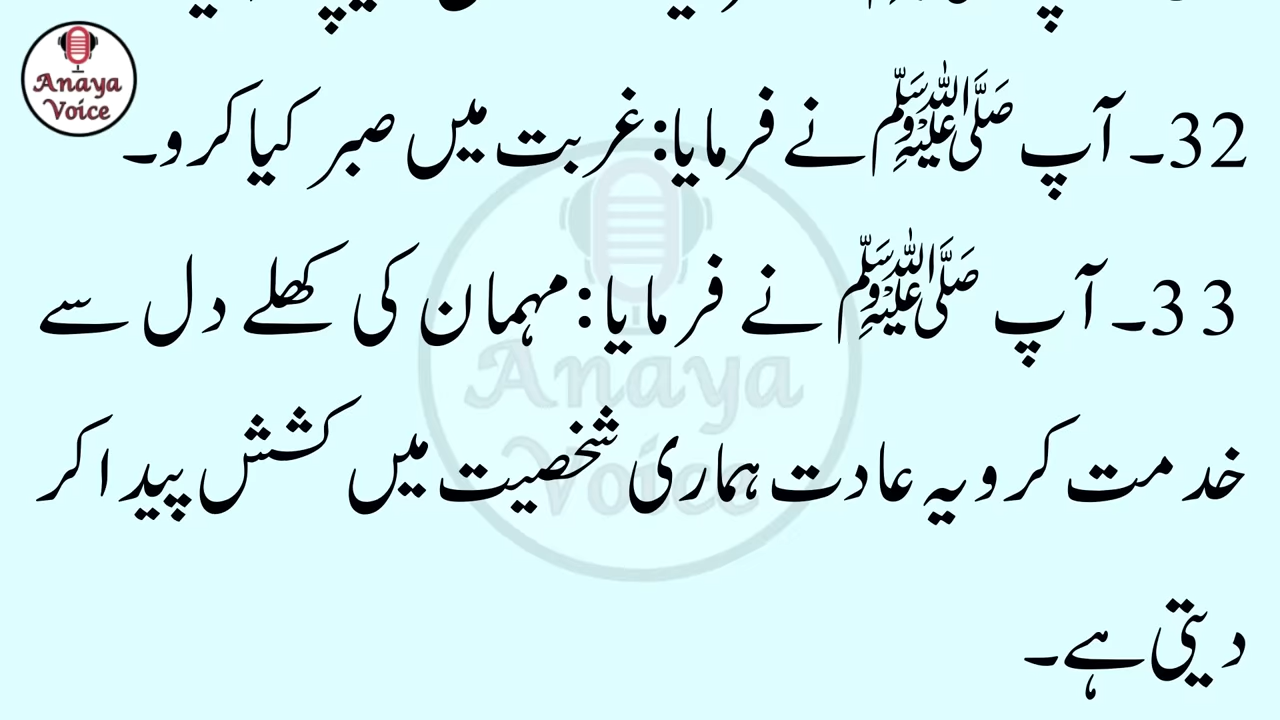 Anaya
Voice
32۔ آپ ﷺ نے فرمایا: غربت میں صبر کیا کرو۔
33۔ آپ ﷺ نے فرمایا: مہمان کی کھلے دل سے
خدمت کرو یہ عادت ہماری شخصیت میں کشش پیدا کر
دیتی ہے۔
Anaya
Voice